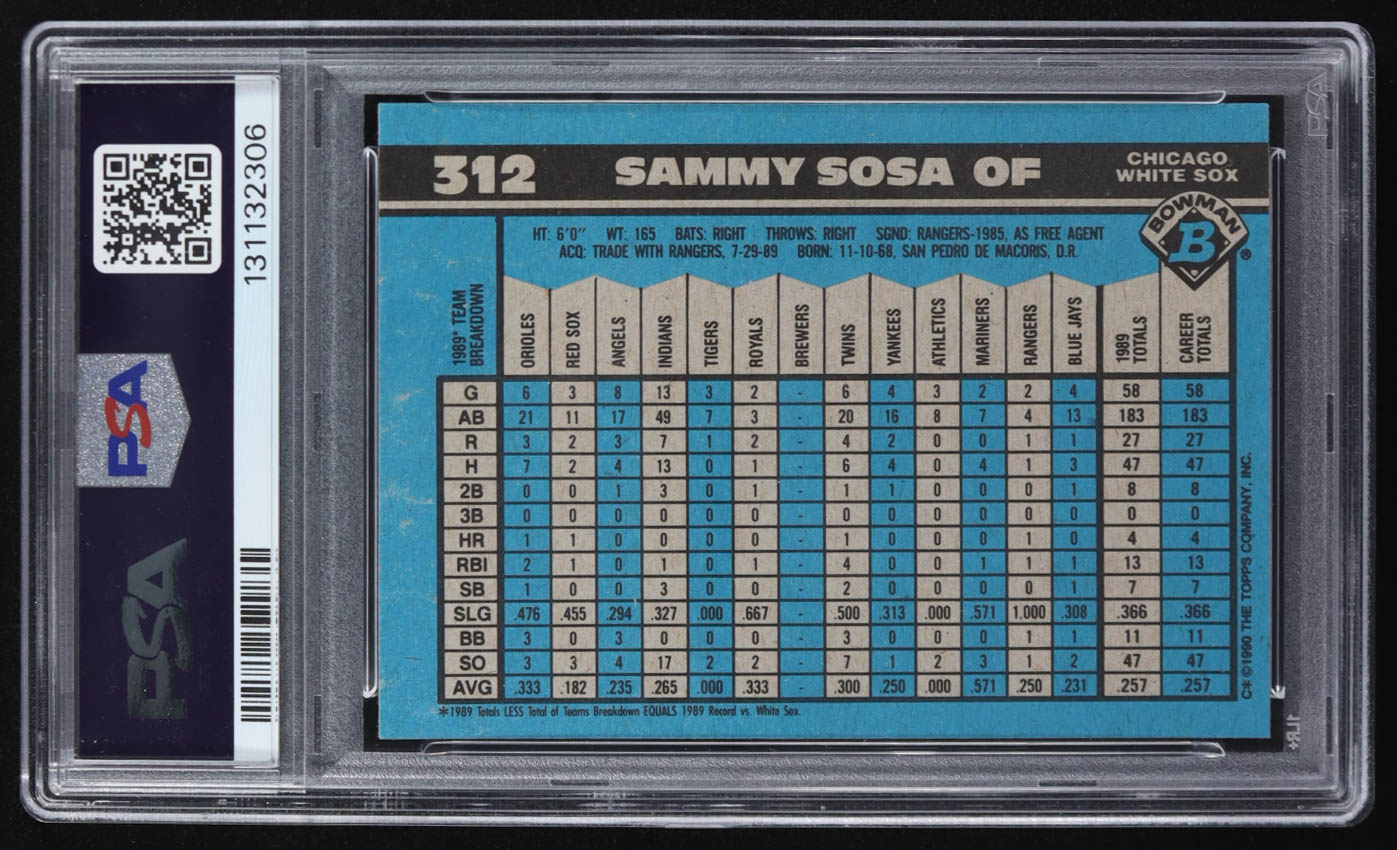 131132306
PSA
PSA
PSA
1LR+
312 SAMMY SOSA OF CHICAGO WHITE SOX
BOWMAN
B
®
HT: 6'0" WT: 165 BATS: RIGHT THROWS: RIGHT SGND: RANGERS-1985, AS FREE AGENT
ACQ: TRADE WITH RANGERS, 7-29-89 BORN: 11-10-68, SAN PEDRO DE MACORIS, D.R.
1989* TEAM BREAKDOWN ORIOLES RED SOX ANGELS INDIANS TIGERS ROYALS BREWERS TWINS YANKEES ATHLETICS MARINERS RANGERS BLUE JAYS 1989 TOTALS CAREER TOTALS
G 6 3 8 13 3 2 - 6 4 3 2 2 4 58 58
AB 21 11 17 49 7 3 - 20 16 8 7 4 13 183 183
R 3 2 3 7 1 2 - 4 2 0 0 1 1 27 27
H 7 2 4 13 0 1 - 6 4 0 4 1 3 47 47
2B 0 0 1 3 0 1 - 1 1 0 0 0 1 8 8
3B 0 0 0 0 0 0 - 0 0 0 0 0 0 0 0
HR 1 1 0 0 0 0 - 1 0 0 0 1 0 4 4
RBI 2 1 0 1 0 1 - 4 0 0 1 1 1 13 13
SB 1 0 0 3 0 0 - 2 0 0 0 0 1 7 7
SLG .476 .455 .294 .327 .000 .667 - .500 .313 .000 .571 1.000 .308 .366 .366
BB 3 0 3 0 0 0 - 3 0 0 0 1 1 11 11
SO 3 3 4 17 2 2 - 7 1 2 3 1 2 47 47
AVG .333 .182 .235 .265 .000 .333 - .300 .250 .000 .571 .250 .231 .257 .257
*1989 Totals LESS Total of Teams Breakdown EQUALS 1989 Record vs. White Sox.
C* ©1990 THE TOPPS COMPANY, INC.